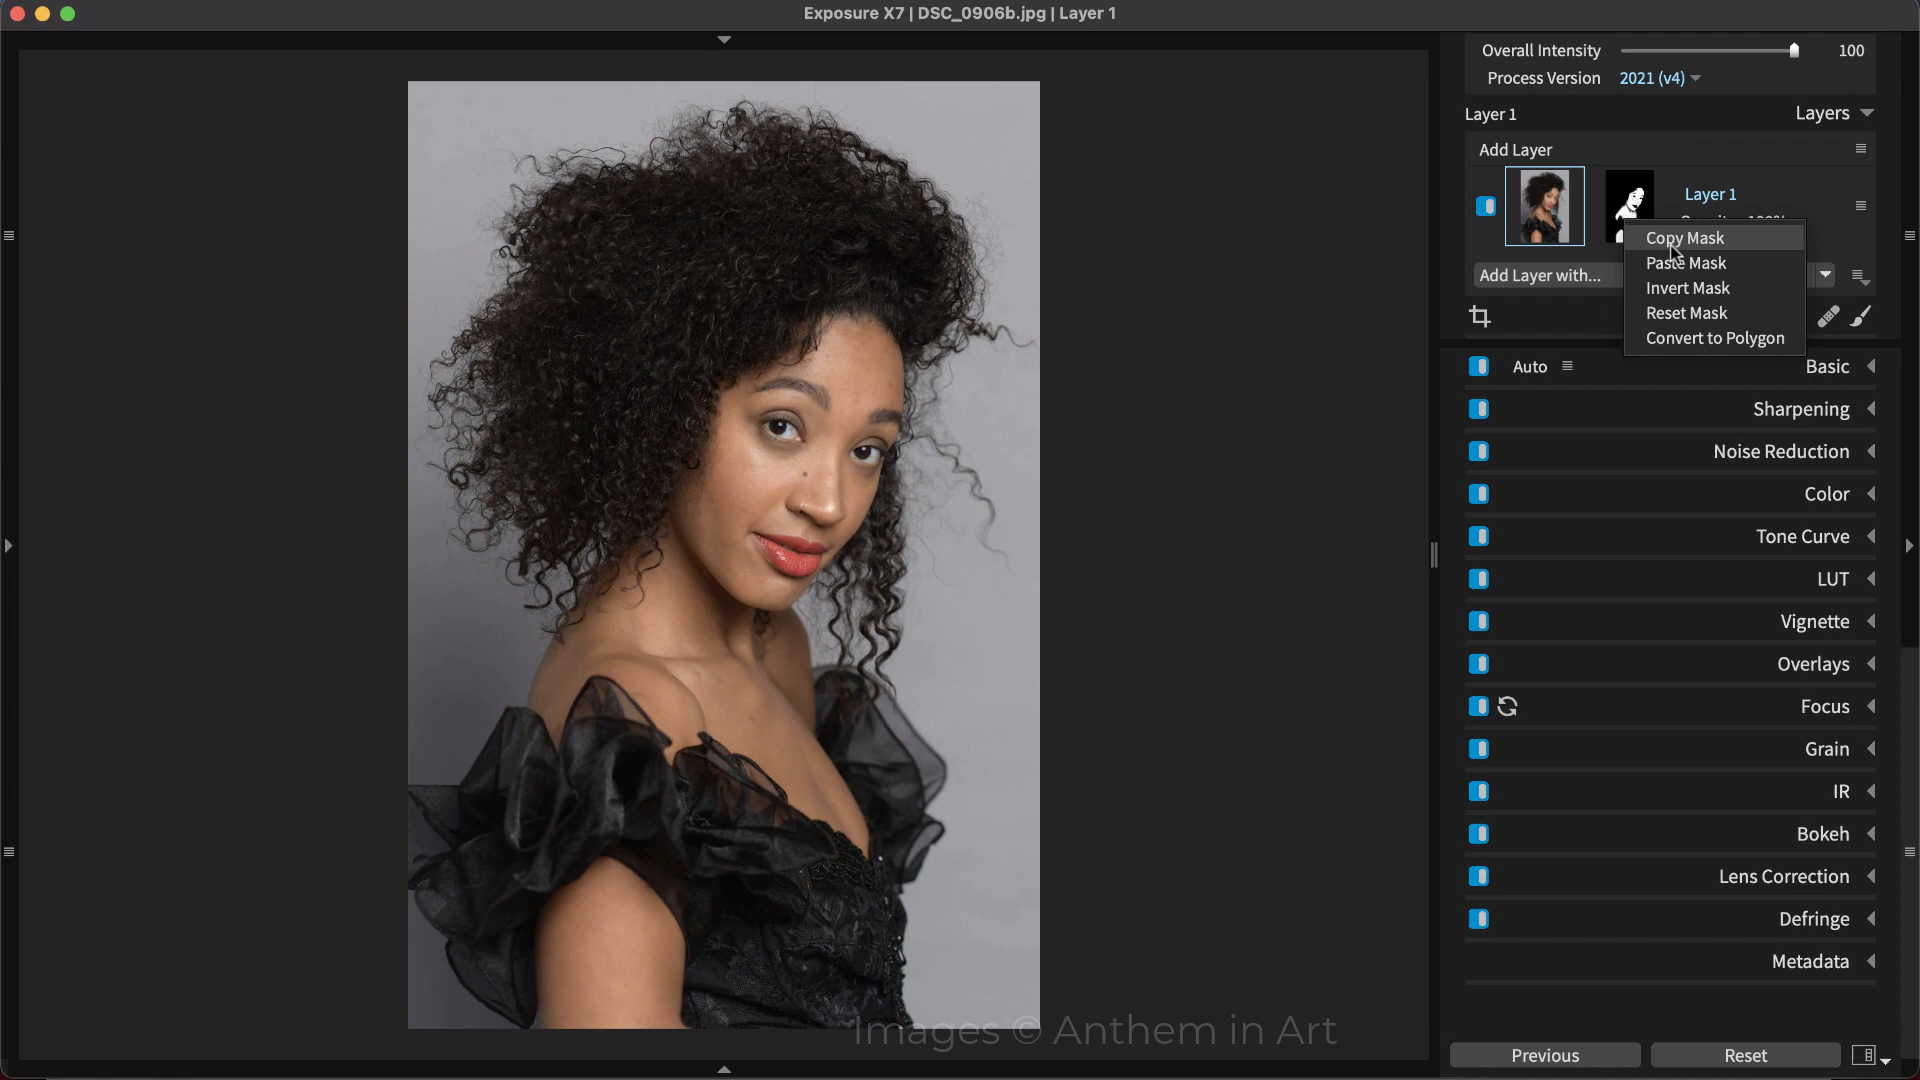 Exposure X7 | DSC_0906b.jpg | Layer 1
Overall Intensity 100
Process Version 2021 (v4)
Layer 1 Layers
Add Layer
Layer 1
Copy Mask
Paste Mask
Add Layer with...
Invert Mask
Reset Mask
Convert to Polygon
Auto Basic
Sharpening
Noise Reduction
Color
Tone Curve
LUT
Vignette
Overlays
Focus
Grain
IR
Bokeh
Lens Correction
Defringe
Metadata
Images © Anthem in Art
Previous Reset